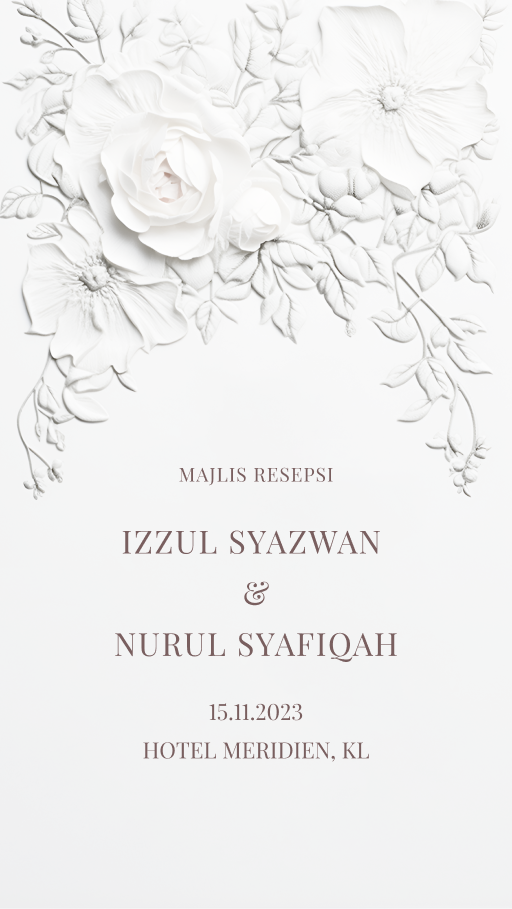 MAJLIS RESEPSI
IZZUL SYAZWAN
&
NURUL SYAFIQAH
15.11.2023
HOTEL MERIDIEN, KL